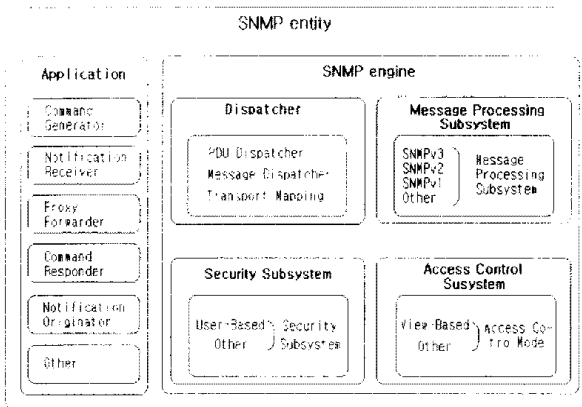 SNMP entity
Application
Command
Generator
Notification
Receiver
Proxy
Forwarder
Command
Responder
Notification
Originator
Other
SNMP engine
Dispatcher
PDU Dispatcher
Message Dispatcher
Transport Mapping
Message Processing
Subsystem
SNMPv3
SNMPv2
SNMPv1
Other
Message
Processing
Subsystem
Security Subsystem
User-Based
Other
Security
Subsystem
Access Control
Susystem
View-Based
Other
Access Co-
ntro Mode